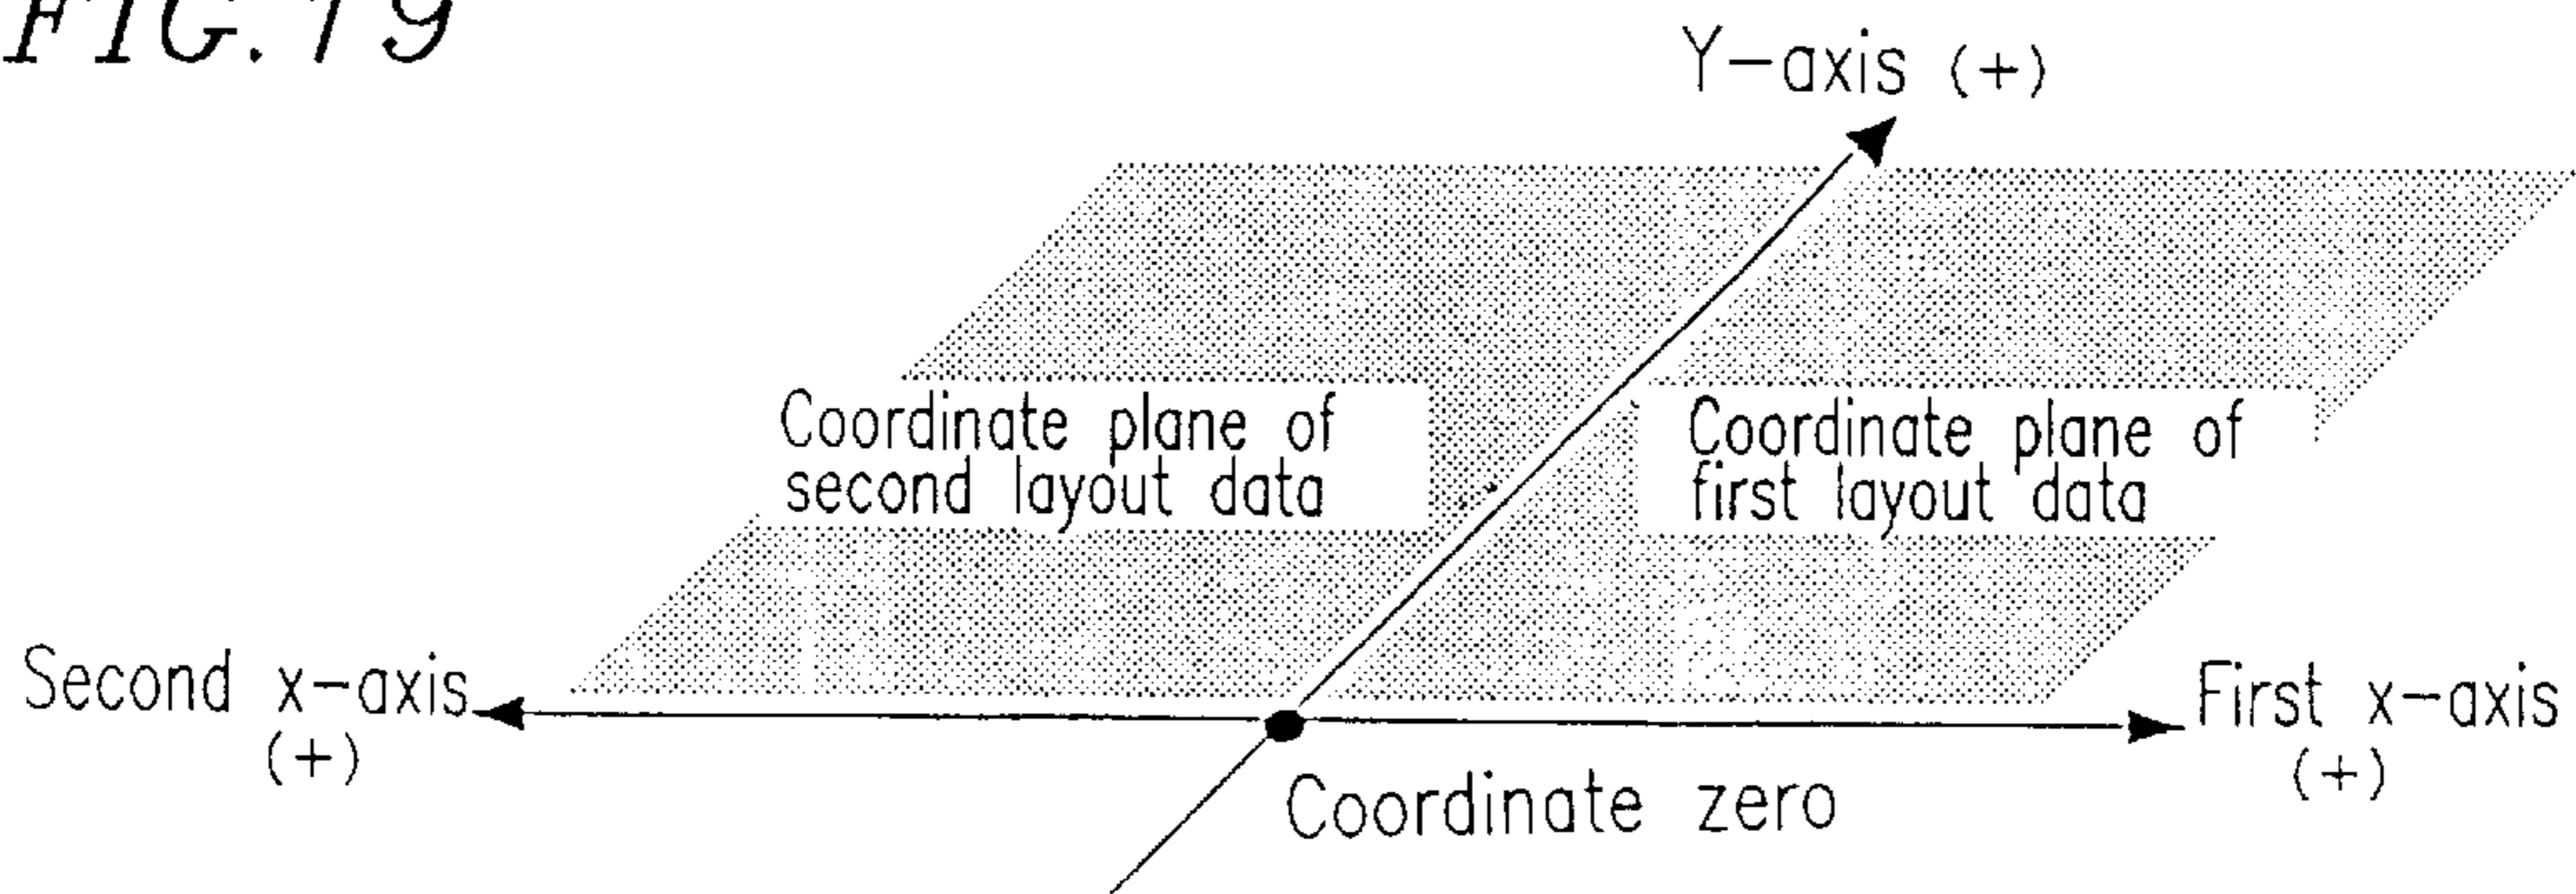 FIG. 19
Y-axis (+)
Coordinate plane of
second layout data
Coordinate plane of
first layout data
Second x-axis
(+)
First x-axis
(+)
Coordinate zero